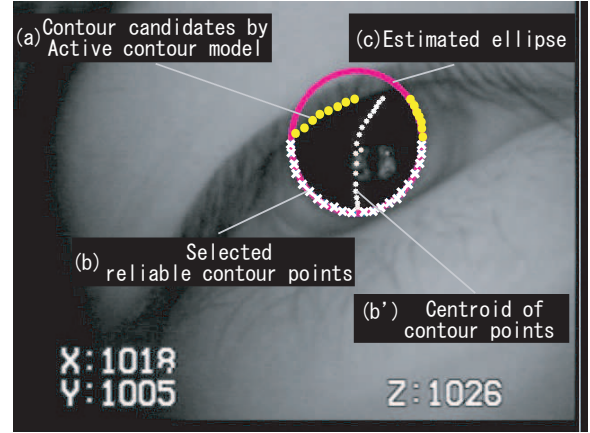 (a) Contour candidates by
Active contour model
(c) Estimated ellipse
(b) Selected
reliable contour points
(b') Centroid of
contour points
X:1018
Y:1005
Z:1026